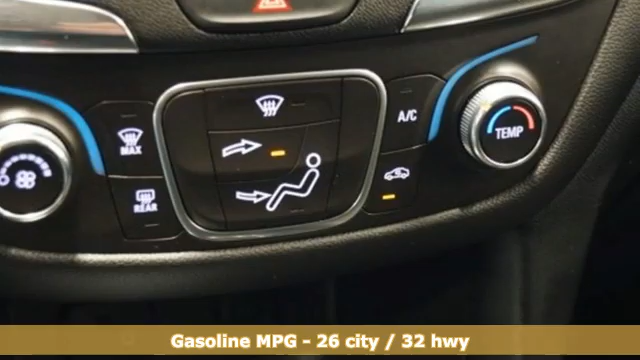 MAX
A/C
TEMP
REAR
Gasoline MPG - 26 city / 32 hwy